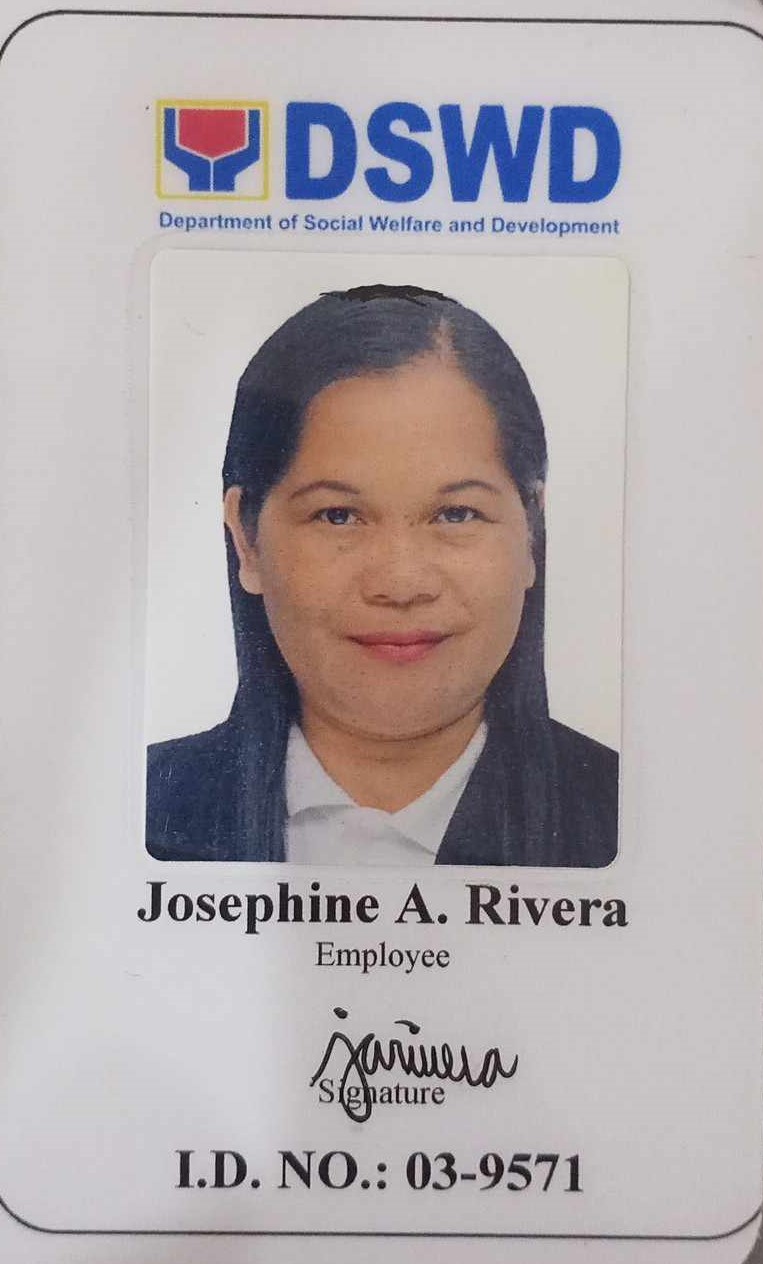 DSWD
Department of Social Welfare and Development
Josephine A. Rivera
Employee
jarivera
Signature
I.D. NO.: 03-9571